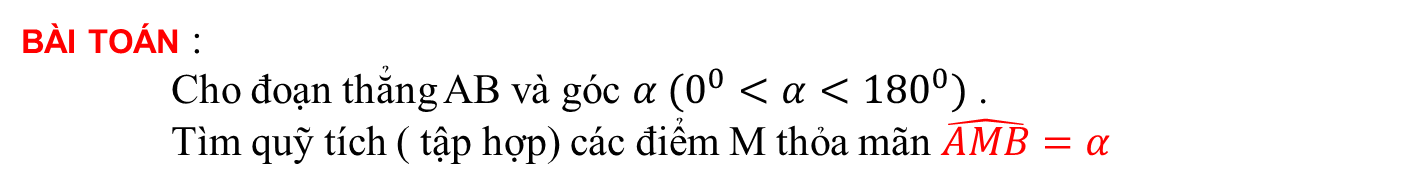 BÀI TOÁN :
Cho đoạn thẳng AB và góc 𝛼 (0⁰ < 𝛼 < 180⁰) .
Tìm quỹ tích ( tập hợp) các điểm M thỏa mãn \widehat{AMB} = 𝛼